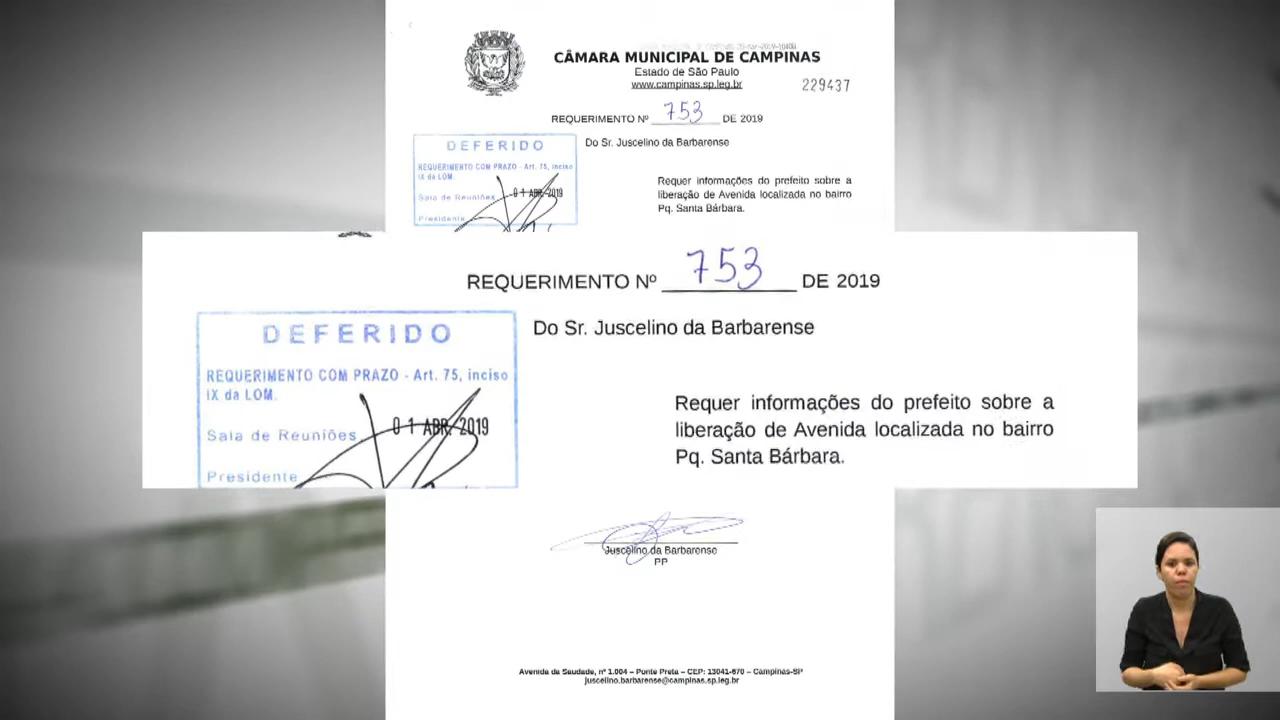 CÂMARA MUNICIPAL DE CAMPINAS
Estado de São Paulo
www.campinas.sp.leg.br
229437
REQUERIMENTO Nº 753 DE 2019
DEFERIDO
REQUERIMENTO COM PRAZO - Art. 75, inciso
IX da LOM.
Sala de Reuniões 01 ABR. 2019
Presidente
Do Sr. Juscelino da Barbarense
Requer informações do prefeito sobre a
liberação de Avenida localizada no bairro
Pq. Santa Bárbara.
REQUERIMENTO Nº 753 DE 2019
DEFERIDO
REQUERIMENTO COM PRAZO - Art. 75, inciso
IX da LOM.
Sala de Reuniões 01 ABR. 2019
Presidente
Do Sr. Juscelino da Barbarense
Requer informações do prefeito sobre a
liberação de Avenida localizada no bairro
Pq. Santa Bárbara.
Juscelino da Barbarense
PP
Avenida da Saudade, nº 1.004 – Ponte Preta – CEP: 13041-670 – Campinas-SP
juscelino.barbarense@campinas.sp.leg.br